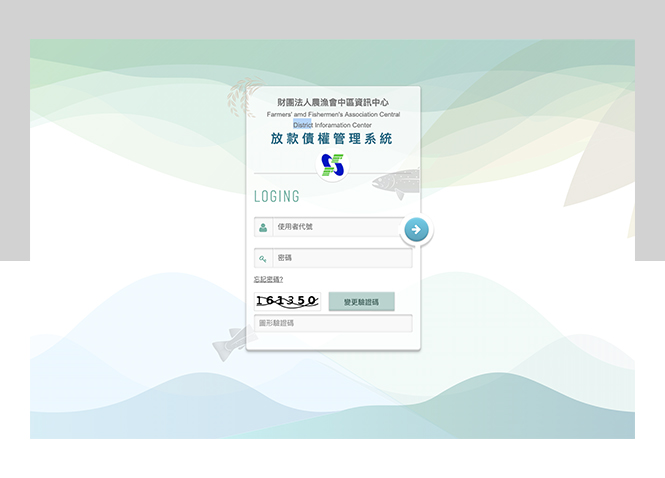 財團法人農漁會中區資訊中心
Farmera' amd Fishermen's Association Central
District Inforamation Center
放款債權管理系統
LOGING
使用者代號
密碼
忘記密碼?
161350
變更驗證碼
圖形驗證碼